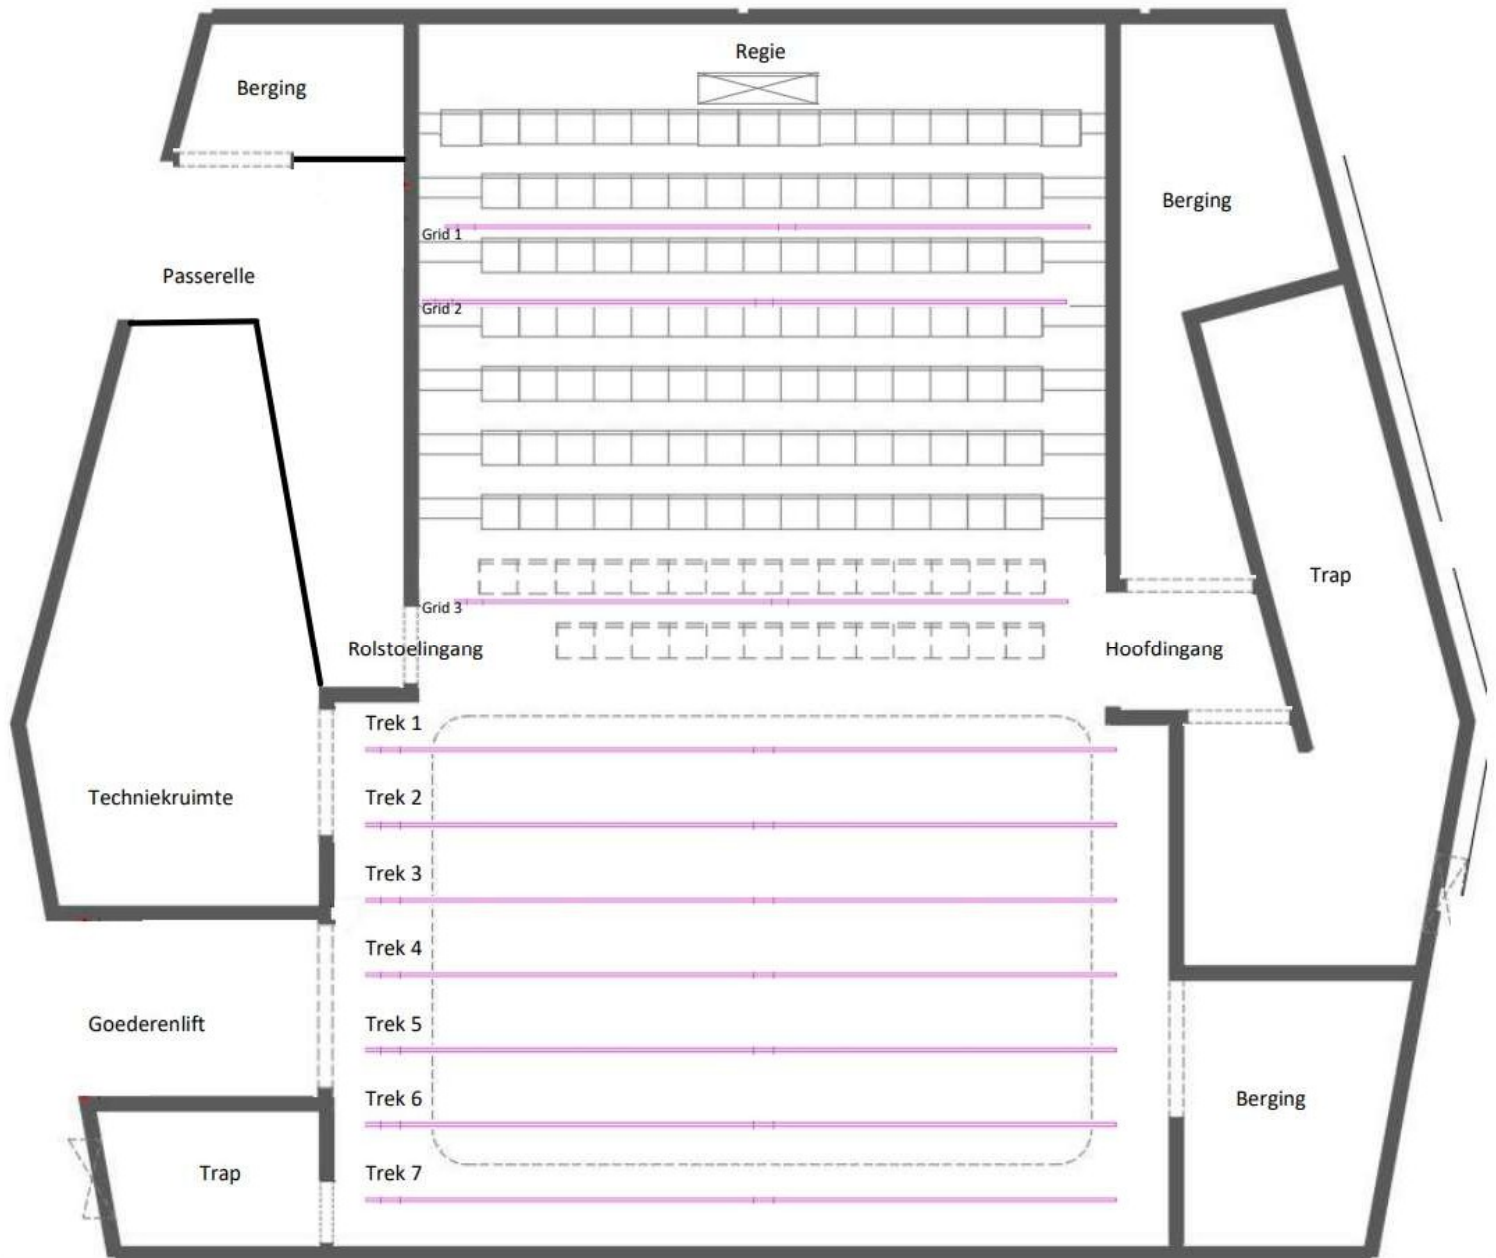 Regie
Berging
Berging
Grid 1
Passerelle
Grid 2
Trap
Grid 3
Rolstoelingang
Hoofdingang
Trek 1
Trek 2
Techniekruimte
Trek 3
Trek 4
Goederenlift
Trek 5
Trek 6
Berging
Trap
Trek 7